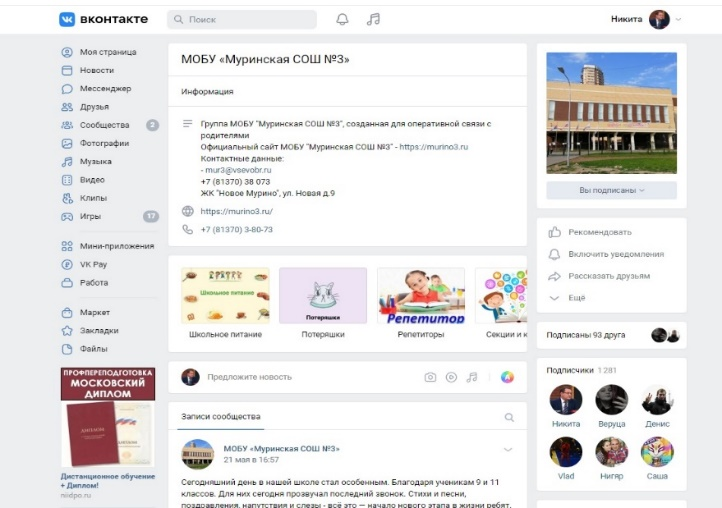 вконтакте
Поиск
Никита
Моя страница
Новости
Мессенджер
Друзья
Сообщества 2
Фотографии
Музыка
Видео
Клипы
Игры 17
Мини-приложения
VK Pay
Работа
Маркет
Закладки
Файлы
ПРОФПЕРЕПОДГОТОВКА
МОСКОВСКИЙ
ДИПЛОМ
Дистанционное обучение
+ Диплом!
niidpo.ru
МОБУ «Муринская СОШ №3»
Информация
Группа МОБУ "Муринская СОШ №3", созданная для оперативной связи с
родителями
Официальный сайт МОБУ "Муринская СОШ №3" - https://murino3.ru
Контактные данные:
- mur3@vsevobr.ru
+7 (81370) 38 073
ЖК "Новое Мурино", ул. Новая д.9
https://murino3.ru/
+7 (81370) 3-80-73
Школьное питание
Потеряшки
Репетитор
Школьное питание
Потеряшки
Репетиторы
Секции и к
Предложите новость
Записи сообщества
МОБУ «Муринская СОШ №3»
21 мая в 16:57
Сегодняшний день в нашей школе стал особенным. Благодаря ученикам 9 и 11
классов. Для них сегодня прозвучал последний звонок. Стихи и песни,
поздравления, напутствия и слезы - всё это — начало нового этапа в жизни ребят.
Вы подписаны
Рекомендовать
Включить уведомления
Рассказать друзьям
Ещё
Подписаны 93 друга
Подписчики 1 281
Никита
Веруца
Денис
Vlad
Нигяр
Саша